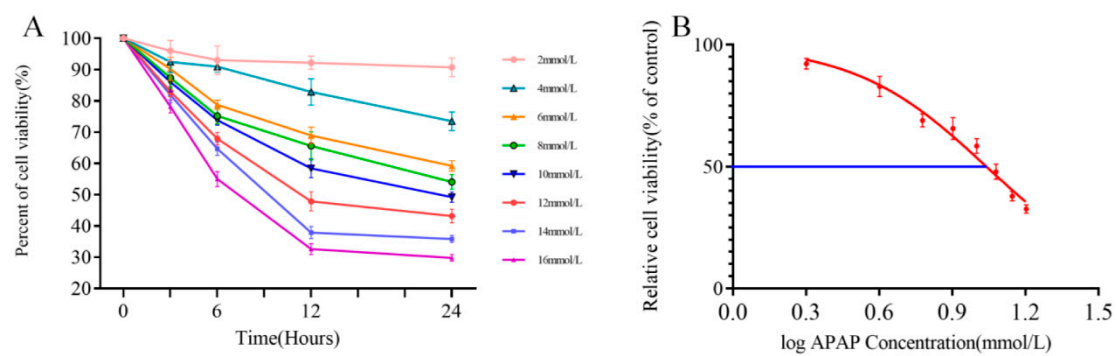 A
Percent of cell viability(%)
100
90
80
70
60
50
40
30
20
0
6
12
24
Time(Hours)
2mmol/L
4mmol/L
6mmol/L
8mmol/L
10mmol/L
12mmol/L
14mmol/L
16mmol/L
B
Relative cell viability(% of control)
100
50
0
0.0
0.3
0.6
0.9
1.2
1.5
log APAP Concentration(mmol/L)